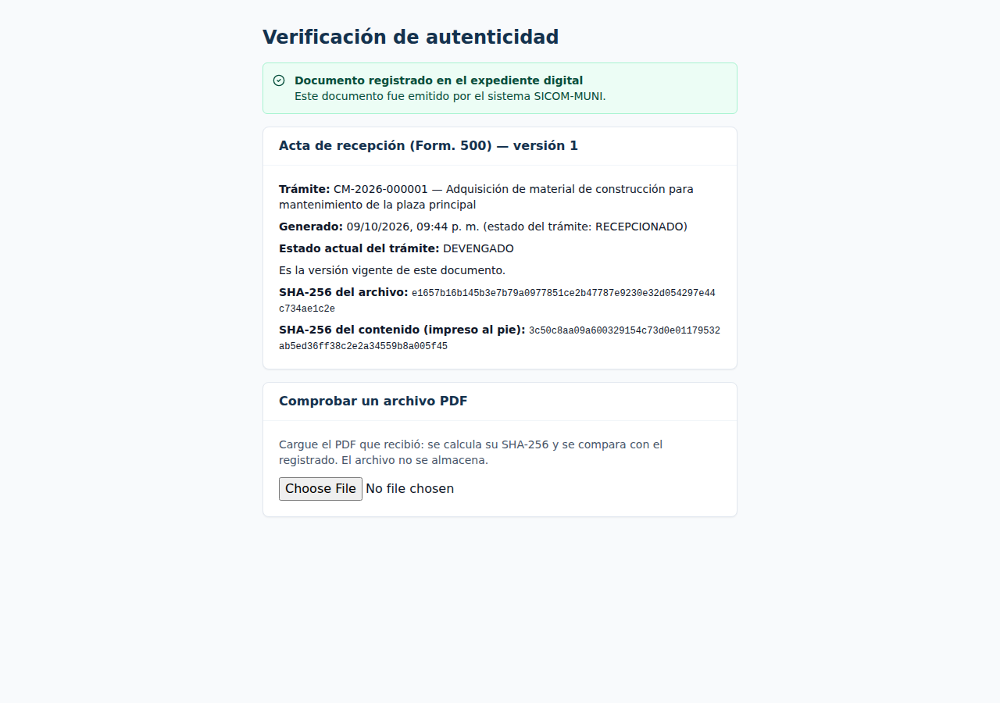 Verificación de autenticidad
Documento registrado en el expediente digital
Este documento fue emitido por el sistema SICOM-MUNI.
Acta de recepción (Form. 500) — versión 1
Trámite: CM-2026-000001 — Adquisición de material de construcción para
mantenimiento de la plaza principal
Generado: 09/10/2026, 09:44 p. m. (estado del trámite: RECEPCIONADO)
Estado actual del trámite: DEVENGADO
Es la versión vigente de este documento.
SHA-256 del archivo: e1657b16b145b3e7b79a0977851ce2b47787e9230e32d054297e44
c734ae1c2e
SHA-256 del contenido (impreso al pie): 3c50c8aa09a600329154c73d0e01179532
ab5ed36ff38c2e2a34559b8a005f45
Comprobar un archivo PDF
Cargue el PDF que recibió: se calcula su SHA-256 y se compara con el
registrado. El archivo no se almacena.
Choose File No file chosen